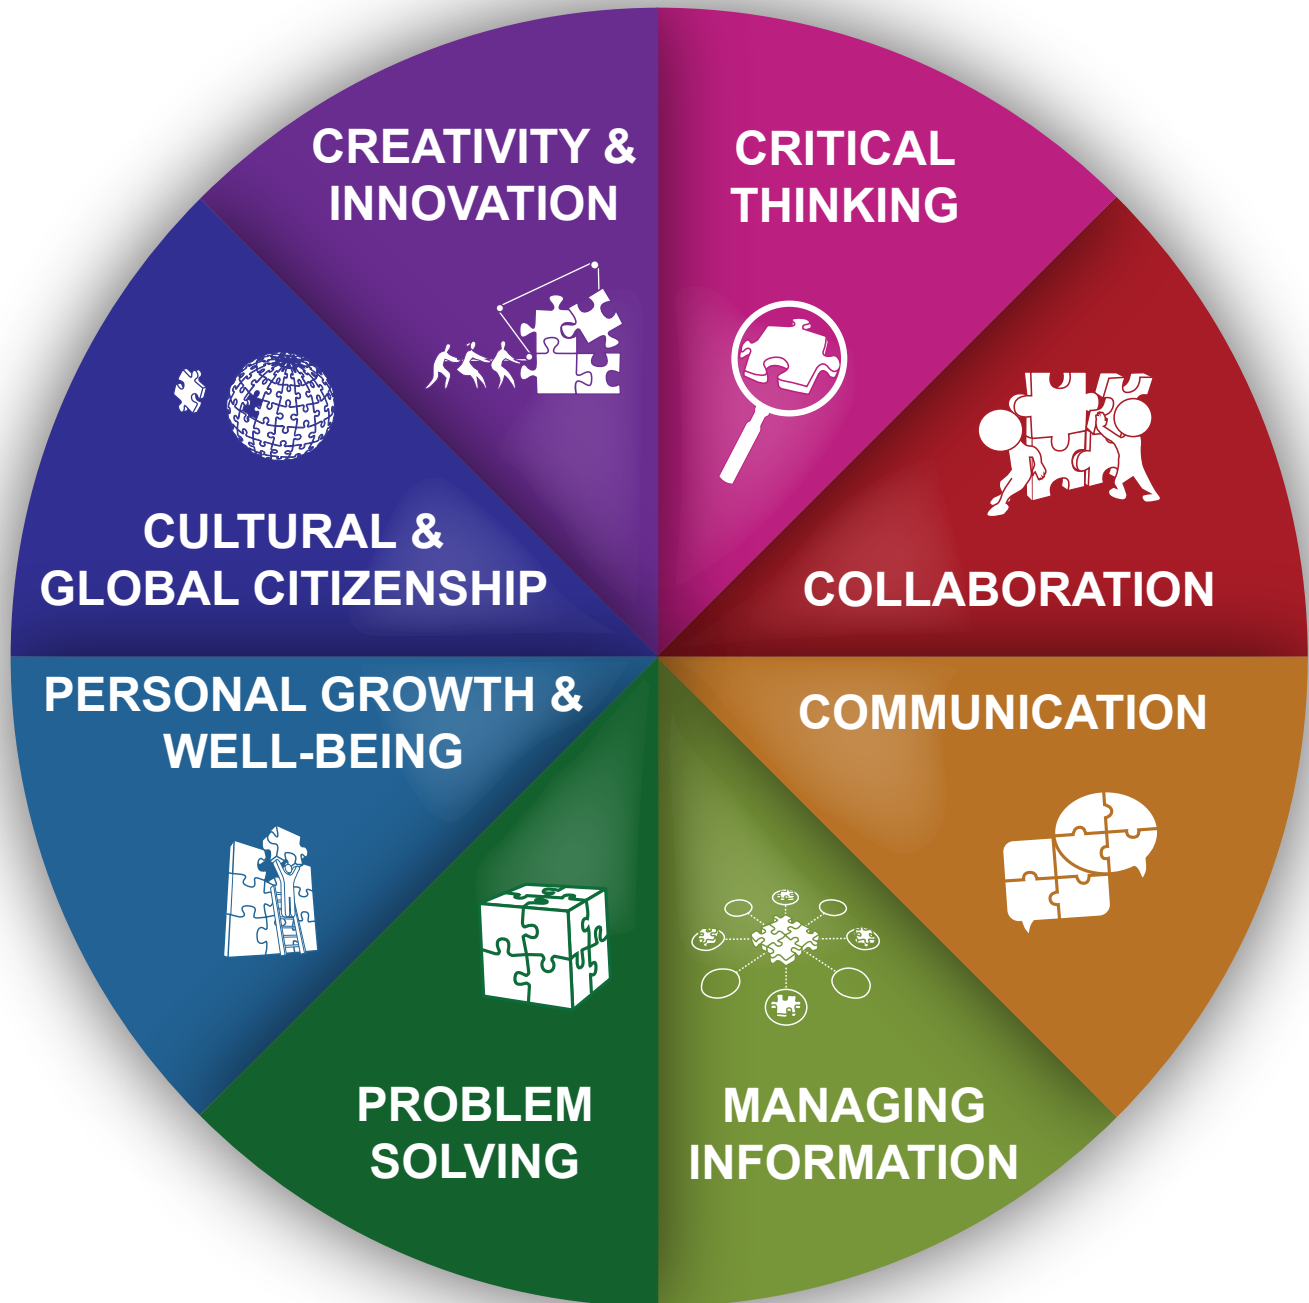 CREATIVITY &
INNOVATION
CRITICAL
THINKING
COLLABORATION
COMMUNICATION
MANAGING
INFORMATION
PROBLEM
SOLVING
PERSONAL GROWTH &
WELL-BEING
CULTURAL &
GLOBAL CITIZENSHIP